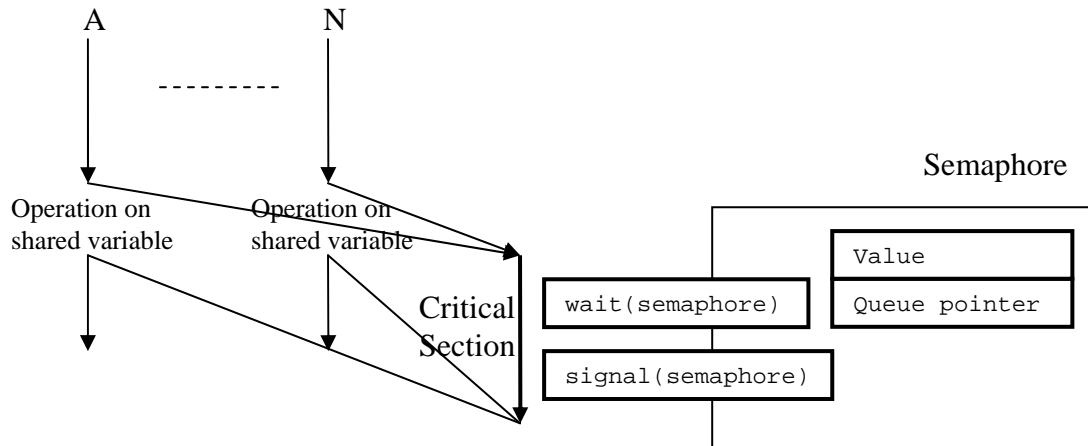 A
N
Semaphore
Operation on
shared variable
Operation on
shared variable
Value
Queue pointer
Critical
Section
wait(semaphore)
signal(semaphore)